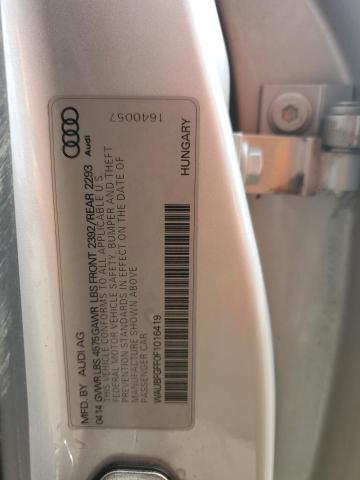 MFD. BY AUDI AG
Audi
0414 GVWR LBS 4575 GAWR LBS FRONT 2392/REAR 2293
THIS VEHICLE CONFORMS TO ALL APPLICABLE U.S.
FEDERAL MOTOR VEHICLE SAFETY, BUMPER AND THEFT
PREVENTION STANDARDS IN EFFECT ON THE DATE OF
MANUFACTURE SHOWN ABOVE
PASSENGER CAR
WAUBFGFF0F1016419
HUNGARY
1640057